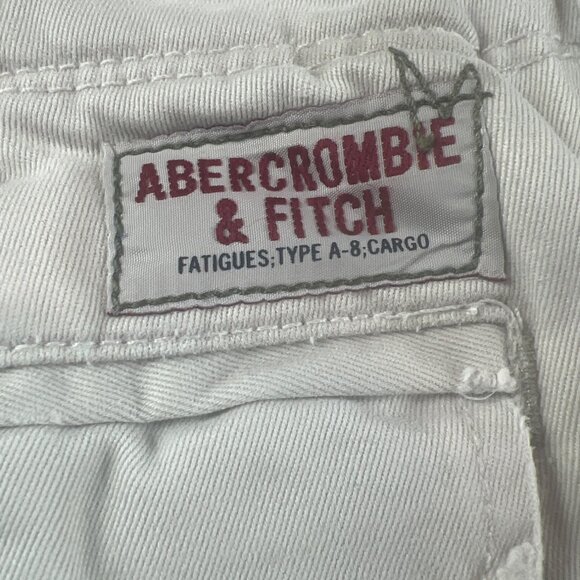 ABERCROMBIE
& FITCH
FATIGUES;TYPE A-8;CARGO